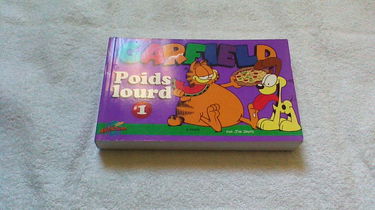 GARFIELD
Poids
lourd
#1
PAR JIM DAVIS